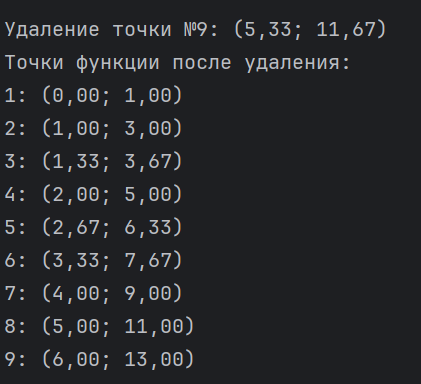 Удаление точки №9: (5,33; 11,67)
Точки функции после удаления:
1: (0,00; 1,00)
2: (1,00; 3,00)
3: (1,33; 3,67)
4: (2,00; 5,00)
5: (2,67; 6,33)
6: (3,33; 7,67)
7: (4,00; 9,00)
8: (5,00; 11,00)
9: (6,00; 13,00)